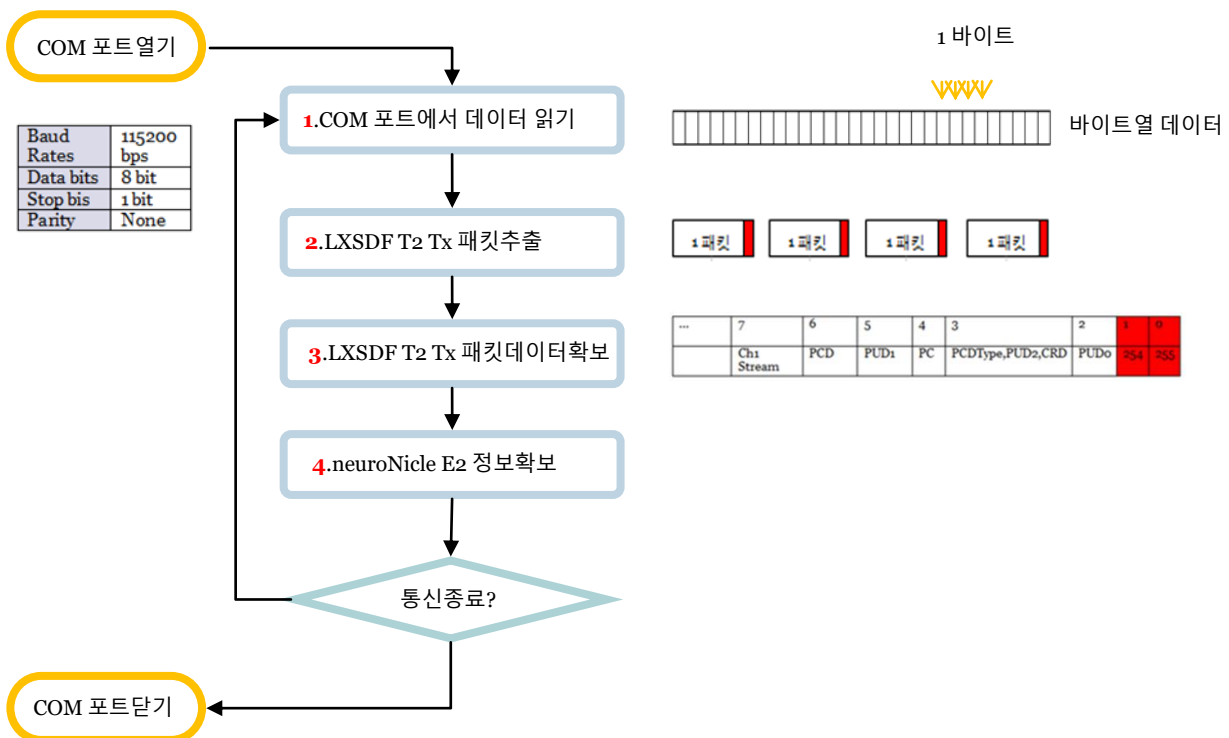 COM 포트열기
1 바이트
1.COM 포트에서 데이터 읽기
바이트열 데이터
Baud Rates 115200 bps
Data bits 8 bit
Stop bis 1 bit
Parity None
2.LXSDF T2 Tx 패킷추출
1패킷 1패킷 1패킷 1패킷
3.LXSDF T2 Tx 패킷데이터확보
... 7 6 5 4 3 2 1 0
Ch1 Stream PCD PUD1 PC PCDType,PUD2,CRD PUD0 254 255
4.neuroNicle E2 정보확보
통신종료?
COM 포트닫기